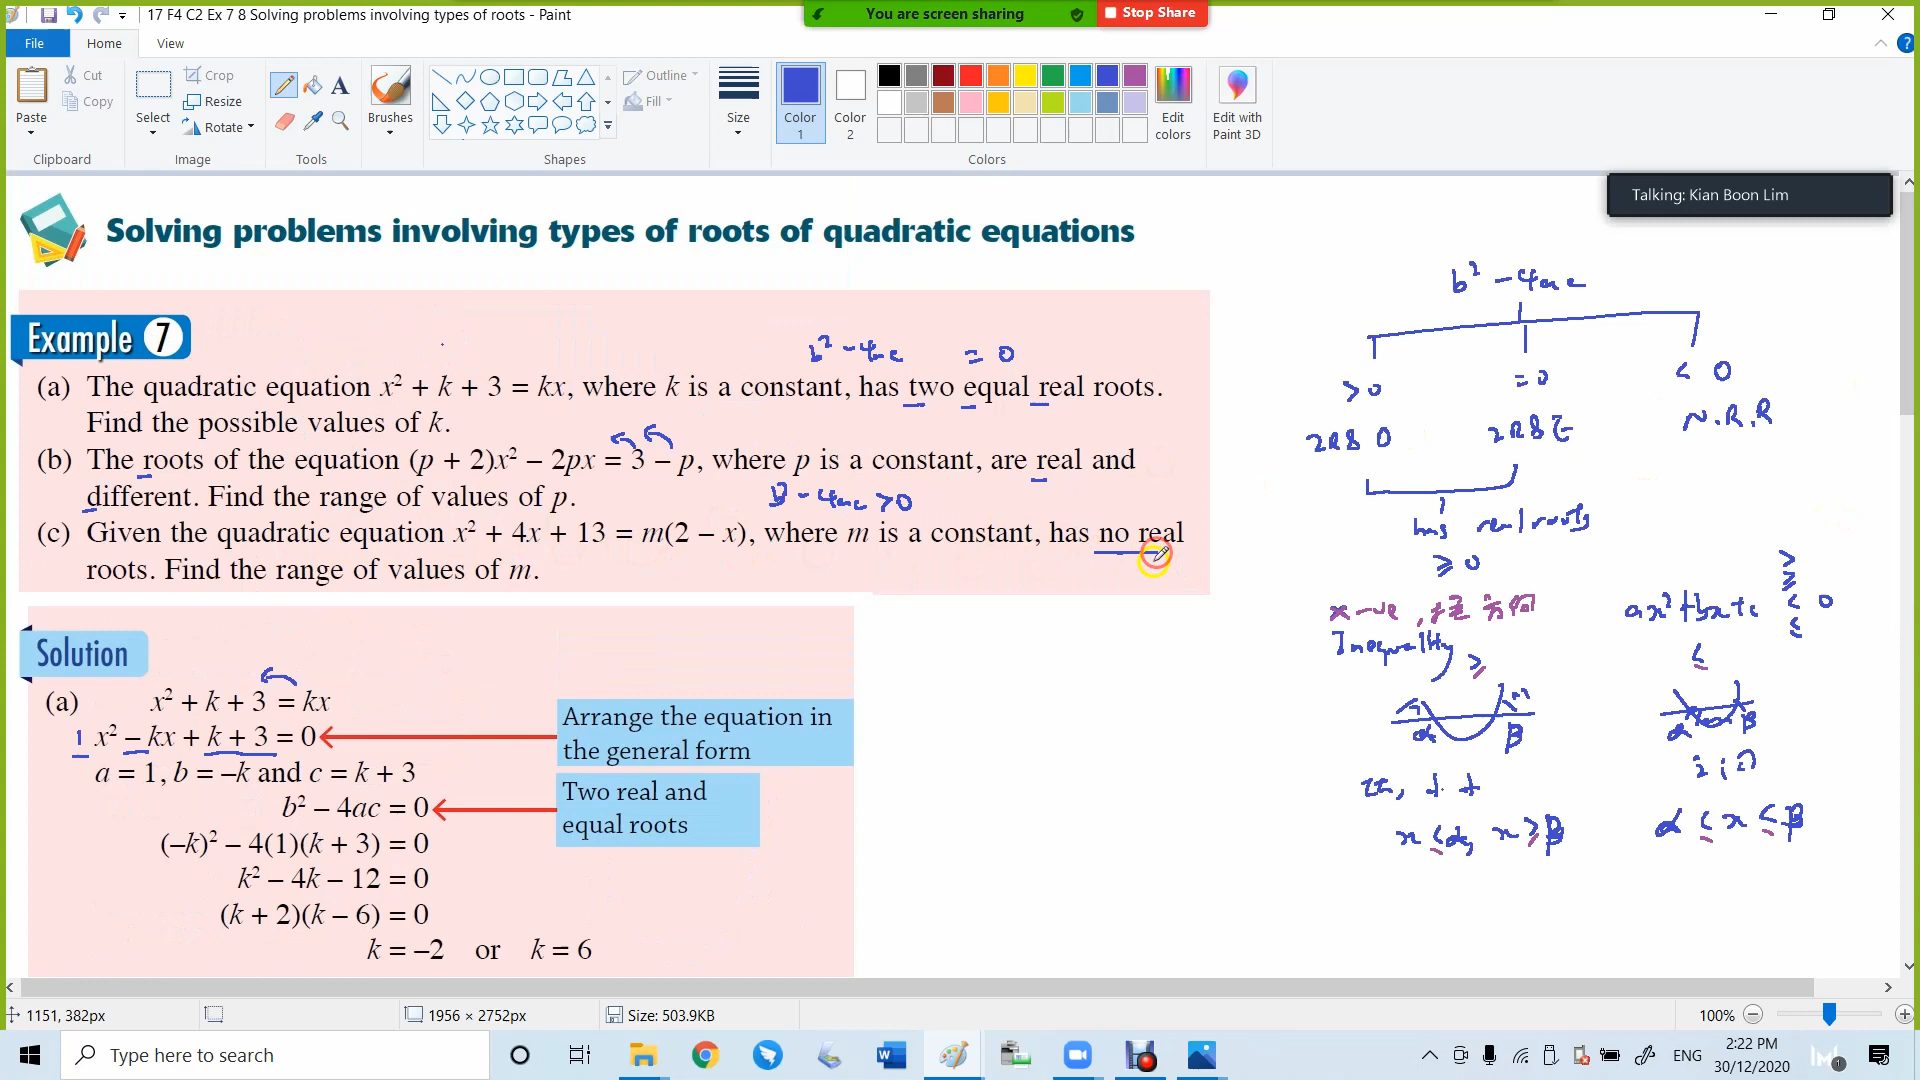 17 F4 C2 Ex 7 8 Solving problems involving types of roots - Paint
You are screen sharing
Stop Share
File Home View
Paste
Cut
Copy
Clipboard
Select
Crop
Resize
Rotate
Image
Tools
Brushes
Outline
Fill
Shapes
Size
Color 1
Color 2
Edit colors
Edit with Paint 3D
Colors
Talking: Kian Boon Lim
Solving problems involving types of roots of quadratic equations
Example 7
b² - 4ac = 0
(a) The quadratic equation x² + k + 3 = kx, where k is a constant, has two equal real roots.
Find the possible values of k.
(b) The roots of the equation (p + 2)x² – 2px = 3 – p, where p is a constant, are real and
different. Find the range of values of p.
b² - 4ac > 0
(c) Given the quadratic equation x² + 4x + 13 = m(2 – x), where m is a constant, has no real
roots. Find the range of values of m.
Solution
(a) x² + k + 3 = kx
1 x² – kx + k + 3 = 0
Arrange the equation in
the general form
a = 1, b = –k and c = k + 3
b² – 4ac = 0
Two real and
equal roots
(–k)² – 4(1)(k + 3) = 0
k² – 4k – 12 = 0
(k + 2)(k – 6) = 0
k = –2 or k = 6
b² - 4ac
> 0 = 0 < 0
2R& D 2R& E N.R.R
has real roots
≥ 0
x -ve
Inequality
≥
α β
x ≤ α, x ≥ β
ax² + bx + c > ≥ < ≤ 0
≤
α β
α ≤ x ≤ β
1151, 382px
1956 × 2752px
Size: 503.9KB
100%
Type here to search
ENG
2:22 PM
30/12/2020